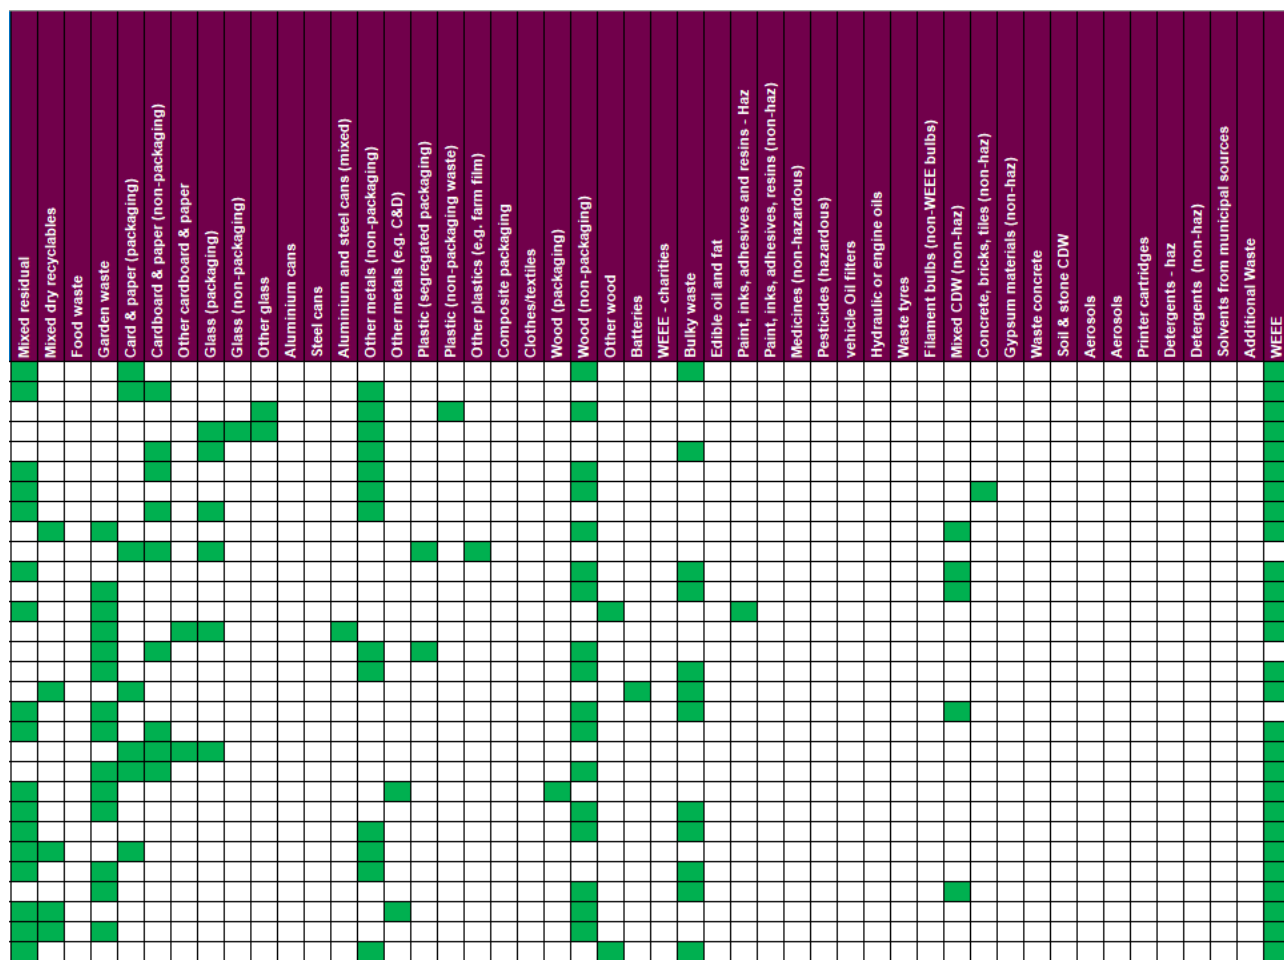 Mixed residual
Mixed dry recyclables
Food waste
Garden waste
Card & paper (packaging)
Cardboard & paper (non-packaging)
Other cardboard & paper
Glass (packaging)
Glass (non-packaging)
Other glass
Aluminium cans
Steel cans
Aluminium and steel cans (mixed)
Other metals (non-packaging)
Other metals (e.g. C&D)
Plastic (segregated packaging)
Plastic (non-packaging waste)
Other plastics (e.g. farm film)
Composite packaging
Clothes/textiles
Wood (packaging)
Wood (non-packaging)
Other wood
Batteries
WEEE - charities
Bulky waste
Edible oil and fat
Paint, inks, adhesives and resins - Haz
Paint, inks, adhesives, resins (non-haz)
Medicines (non-hazardous)
Pesticides (hazardous)
vehicle Oil filters
Hydraulic or engine oils
Waste tyres
Filament bulbs (non-WEEE bulbs)
Mixed CDW (non-haz)
Concrete, bricks, tiles (non-haz)
Gypsum materials (non-haz)
Waste concrete
Soil & stone CDW
Aerosols
Aerosols
Printer cartridges
Detergents - haz
Detergents  (non-haz)
Solvents from municipal sources
Additional Waste
WEEE